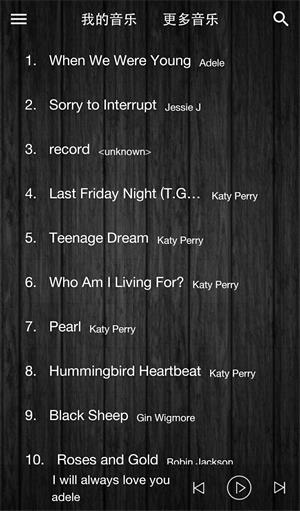 我的音乐 更多音乐
1. When We Were Young Adele
2. Sorry to Interrupt Jessie J
3. record <unknown>
4. Last Friday Night (T.G... Katy Perry
5. Teenage Dream Katy Perry
6. Who Am I Living For? Katy Perry
7. Pearl Katy Perry
8. Hummingbird Heartbeat Katy Perry
9. Black Sheep Gin Wigmore
10. Roses and Gold Robin Jackson
I will always love you
adele